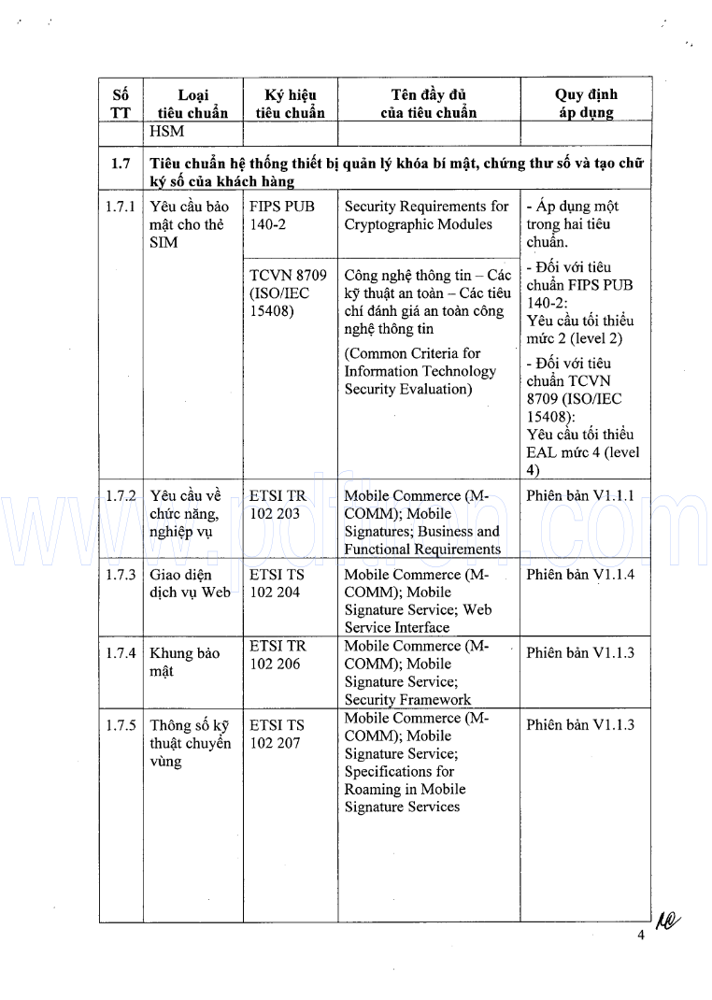 Số TT
Loại tiêu chuẩn
Ký hiệu tiêu chuẩn
Tên đầy đủ của tiêu chuẩn
Quy định áp dụng
HSM
1.7
Tiêu chuẩn hệ thống thiết bị quản lý khóa bí mật, chứng thư số và tạo chữ
ký số của khách hàng
1.7.1
Yêu cầu bảo
mật cho thẻ
SIM
FIPS PUB
140-2
Security Requirements for
Cryptographic Modules
TCVN 8709
(ISO/IEC
15408)
Công nghệ thông tin – Các
kỹ thuật an toàn – Các tiêu
chí đánh giá an toàn công
nghệ thông tin
(Common Criteria for
Information Technology
Security Evaluation)
- Áp dụng một
trong hai tiêu
chuẩn.
- Đối với tiêu
chuẩn FIPS PUB
140-2:
Yêu cầu tối thiểu
mức 2 (level 2)
- Đối với tiêu
chuẩn TCVN
8709 (ISO/IEC
15408):
Yêu cầu tối thiểu
EAL mức 4 (level
4)
1.7.2
Yêu cầu về
chức năng,
nghiệp vụ
ETSI TR
102 203
Mobile Commerce (M-
COMM); Mobile
Signatures; Business and
Functional Requirements
Phiên bản V1.1.1
1.7.3
Giao diện
dịch vụ Web
ETSI TS
102 204
Mobile Commerce (M-
COMM); Mobile
Signature Service; Web
Service Interface
Phiên bản V1.1.4
1.7.4
Khung bảo
mật
ETSI TR
102 206
Mobile Commerce (M-
COMM); Mobile
Signature Service;
Security Framework
Phiên bản V1.1.3
1.7.5
Thông số kỹ
thuật chuyển
vùng
ETSI TS
102 207
Mobile Commerce (M-
COMM); Mobile
Signature Service;
Specifications for
Roaming in Mobile
Signature Services
Phiên bản V1.1.3
www.pdftron.com
4